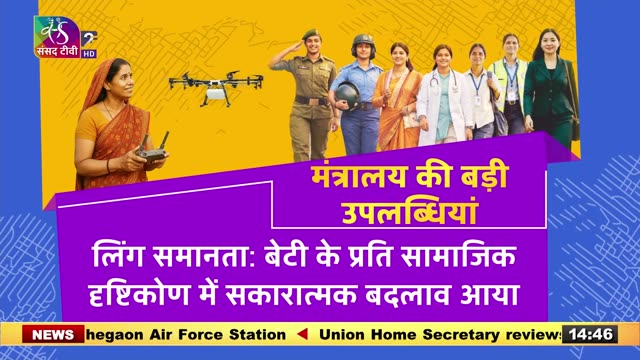 संसद टीवी
2
HD
मंत्रालय की बड़ी
उपलब्धियां
लिंग समानता: बेटी के प्रति सामाजिक
दृष्टिकोण में सकारात्मक बदलाव आया
NEWS hegaon Air Force Station ◀ Union Home Secretary reviews 14:46